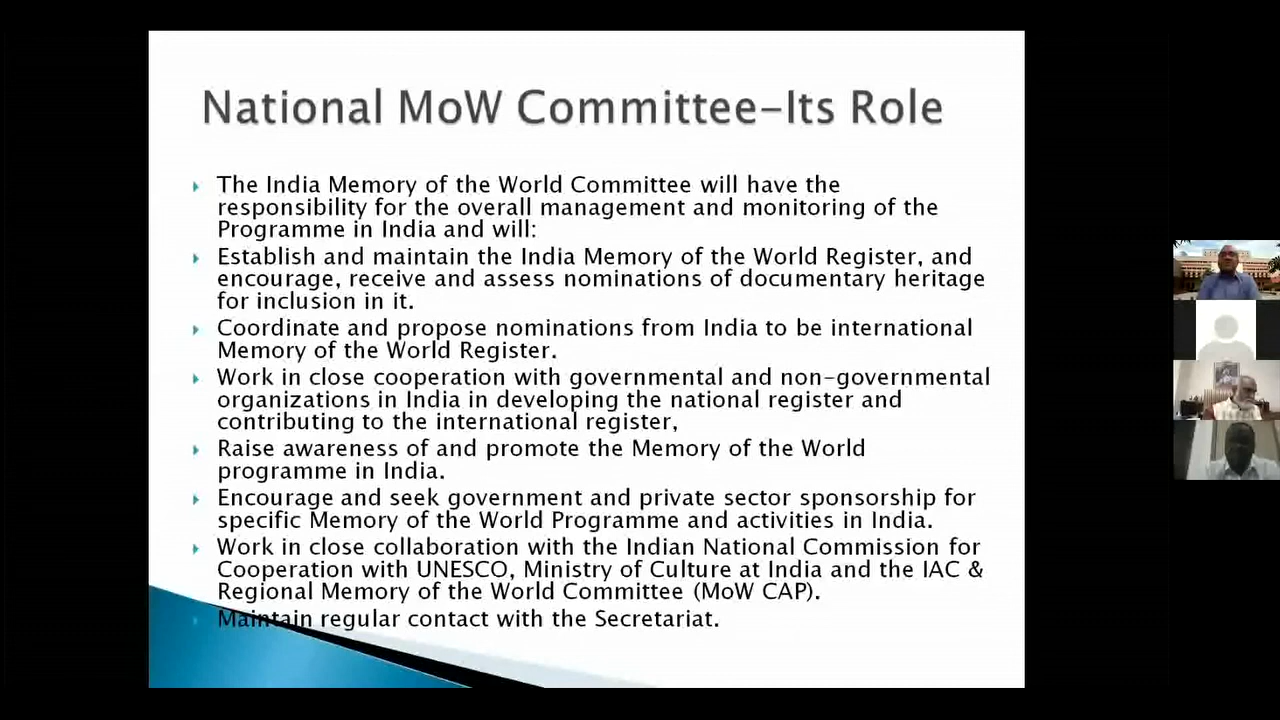 National MoW Committee-Its Role
The India Memory of the World Committee will have the
responsibility for the overall management and monitoring of the
Programme in India and will:
Establish and maintain the India Memory of the World Register, and
encourage, receive and assess nominations of documentary heritage
for inclusion in it.
Coordinate and propose nominations from India to be international
Memory of the World Register.
Work in close cooperation with governmental and non-governmental
organizations in India in developing the national register and
contributing to the international register,
Raise awareness of and promote the Memory of the World
programme in India.
Encourage and seek government and private sector sponsorship for
specific Memory of the World Programme and activities in India.
Work in close collaboration with the Indian National Commission for
Cooperation with UNESCO, Ministry of Culture at India and the IAC &
Regional Memory of the World Committee (MoW CAP).
Maintain regular contact with the Secretariat.